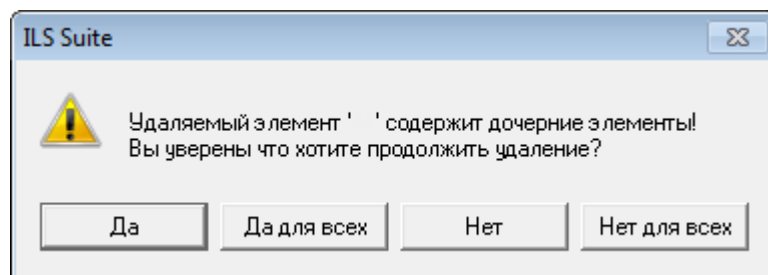 ILS Suite
Удаляемый элемент ' ' содержит дочерние элементы!
Вы уверены что хотите продолжить удаление?
Да
Да для всех
Нет
Нет для всех